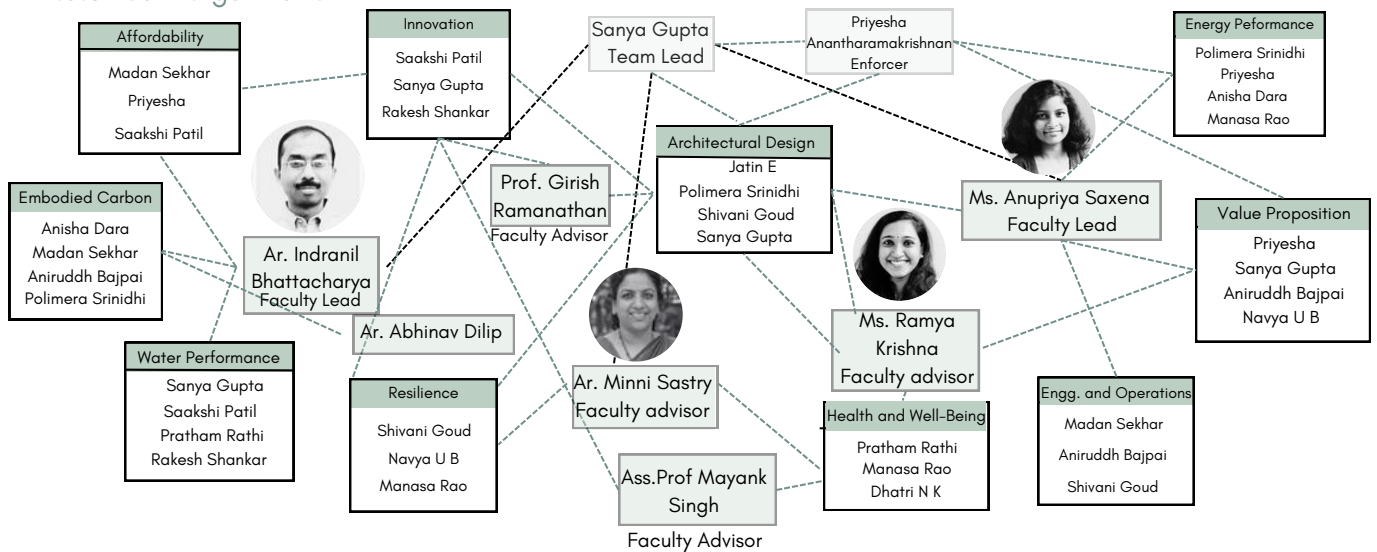 Affordability
Madan Sekhar
Priyesha
Saakshi Patil
Innovation
Saakshi Patil
Sanya Gupta
Rakesh Shankar
Sanya Gupta
Team Lead
Priyesha
Anantharamakrishnan
Enforcer
Energy Peformance
Polimera Srinidhi
Priyesha
Anisha Dara
Manasa Rao
Embodied Carbon
Anisha Dara
Madan Sekhar
Aniruddh Bajpai
Polimera Srinidhi
Ar. Indranil
Bhattacharya
Faculty Lead
Prof. Girish
Ramanathan
Faculty Advisor
Architectural Design
Jatin E
Polimera Srinidhi
Shivani Goud
Sanya Gupta
Ms. Anupriya Saxena
Faculty Lead
Value Proposition
Priyesha
Sanya Gupta
Aniruddh Bajpai
Navya U B
Ar. Abhinav Dilip
Water Performance
Sanya Gupta
Saakshi Patil
Pratham Rathi
Rakesh Shankar
Resilience
Shivani Goud
Navya U B
Manasa Rao
Ar. Minni Sastry
Faculty advisor
Ms. Ramya
Krishna
Faculty advisor
Health and Well-Being
Pratham Rathi
Manasa Rao
Dhatri N K
Engg. and Operations
Madan Sekhar
Aniruddh Bajpai
Shivani Goud
Ass.Prof Mayank
Singh
Faculty Advisor